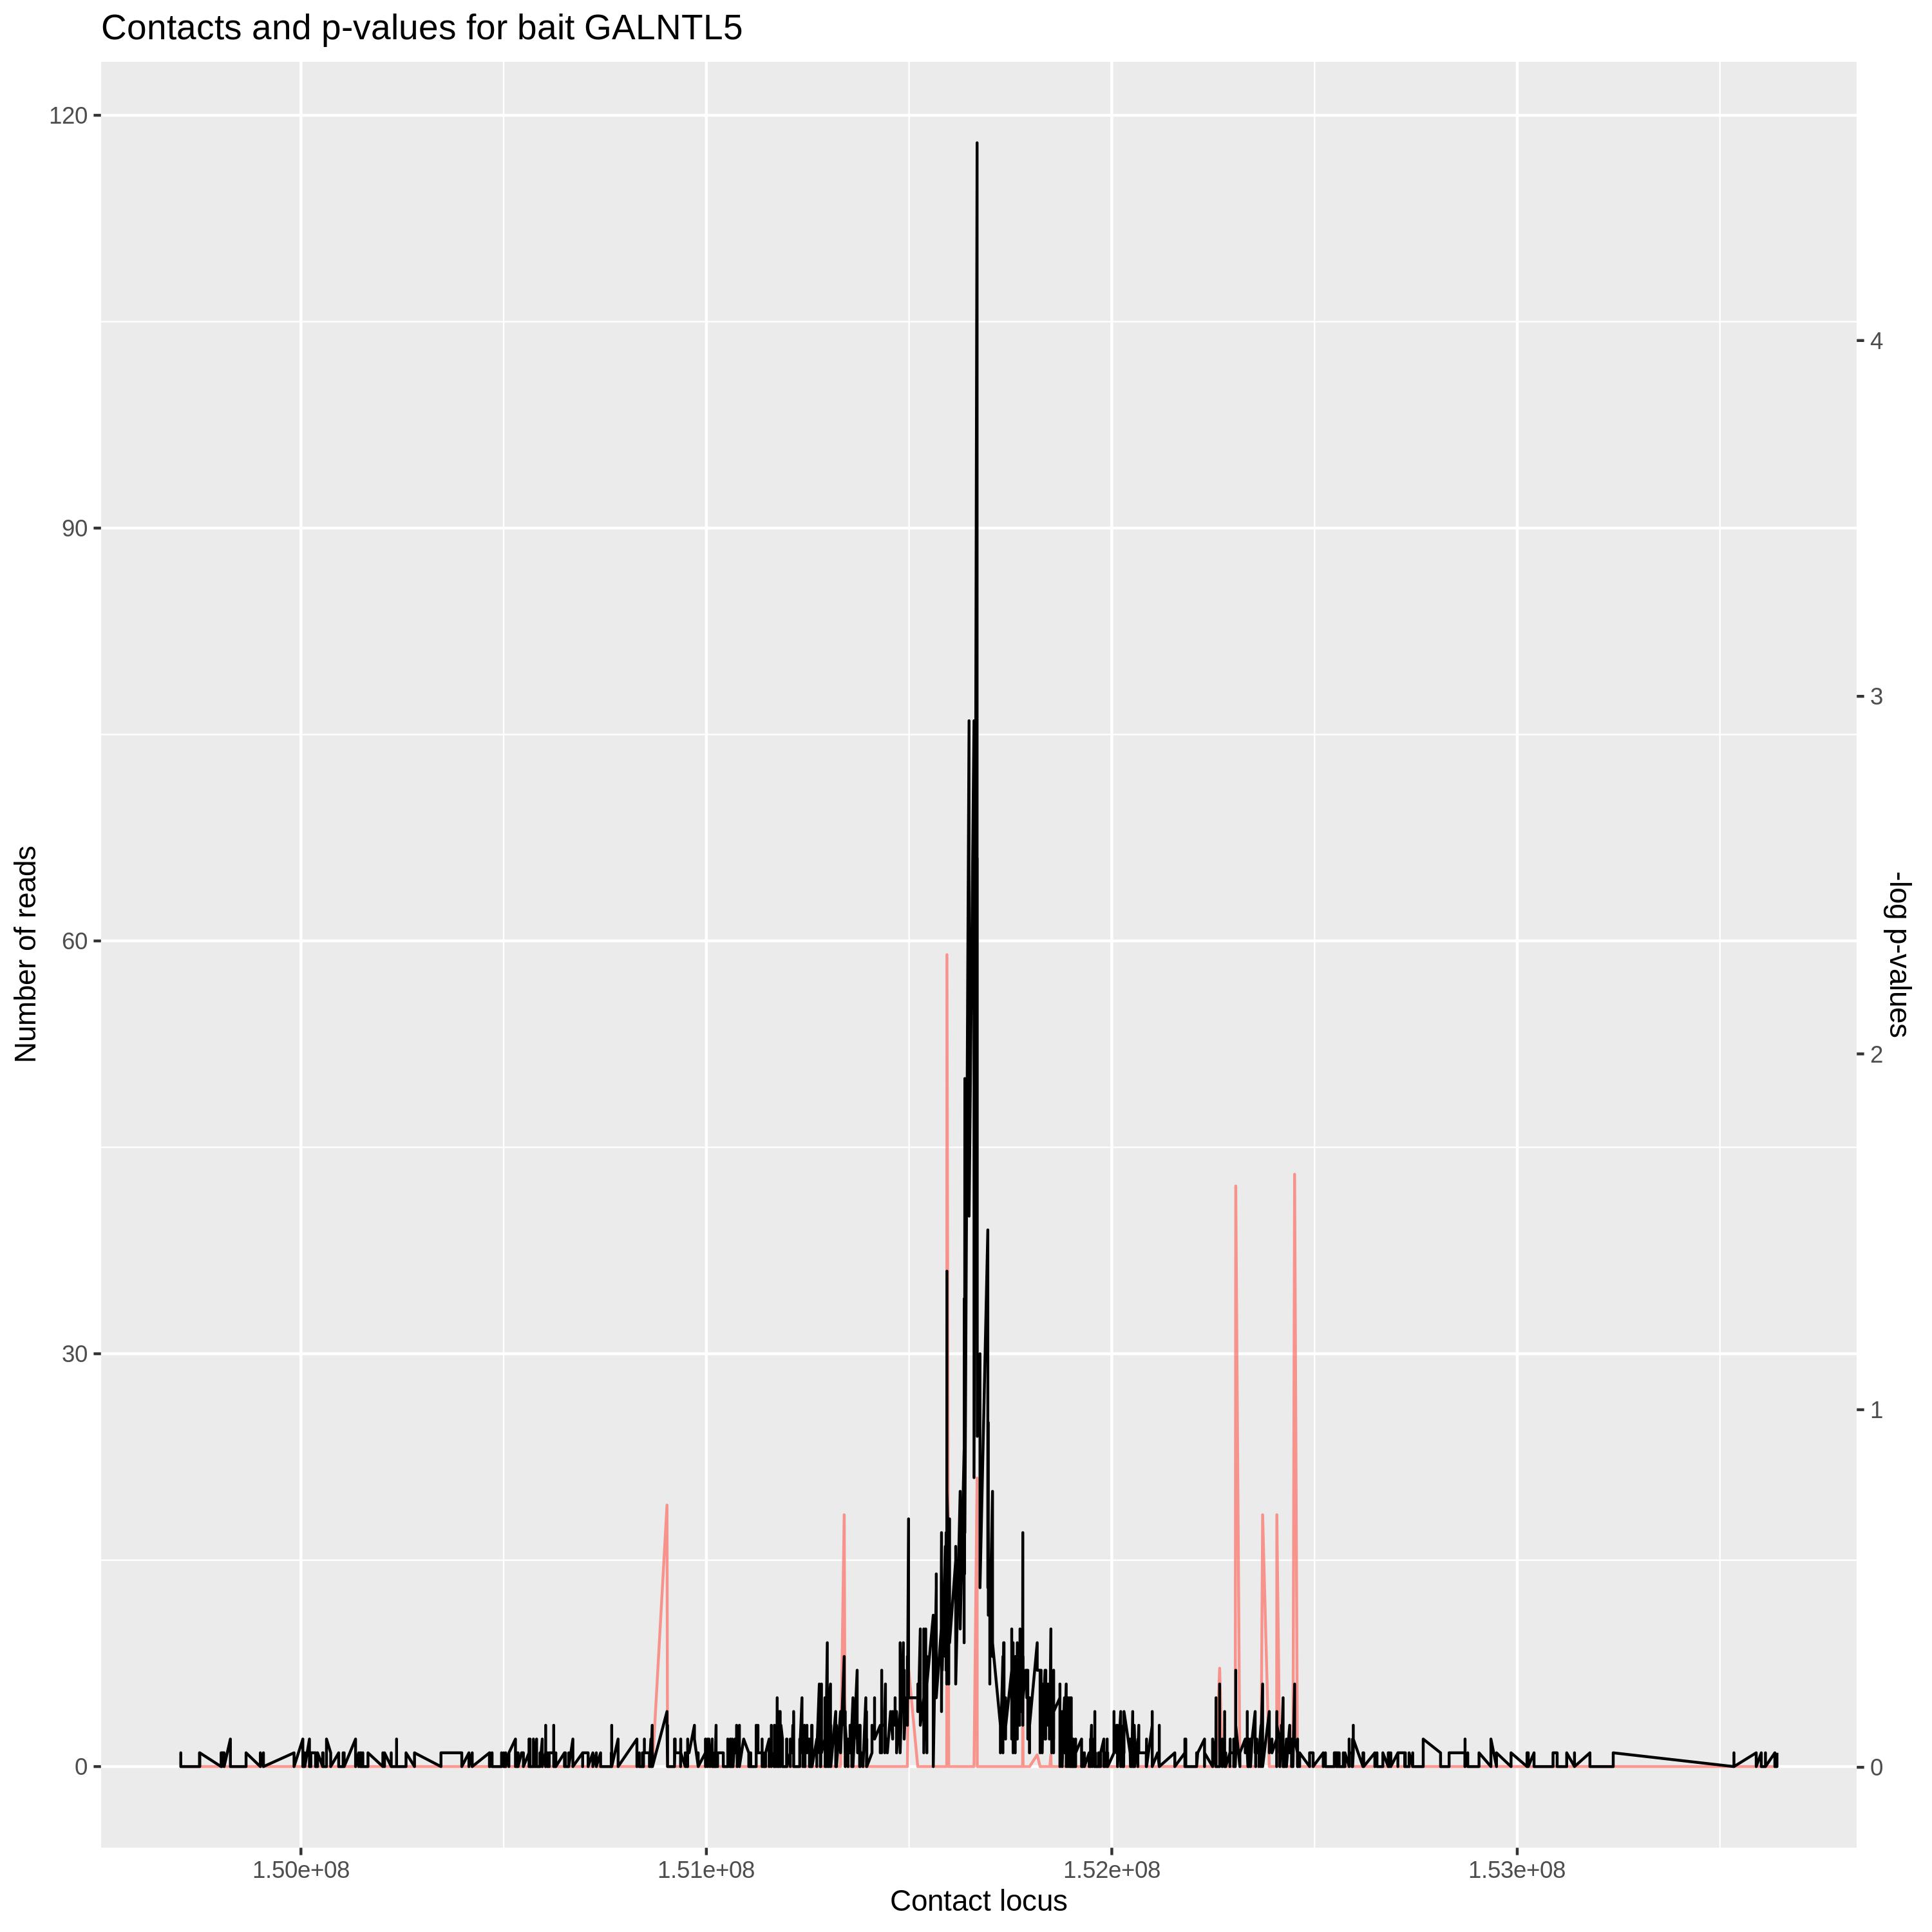 Contacts and p-values for bait GALNTL5
120
90
60
30
0
Number of reads
4
3
2
1
0
-log p-values
1.50e+08
1.51e+08
1.52e+08
1.53e+08
Contact locus